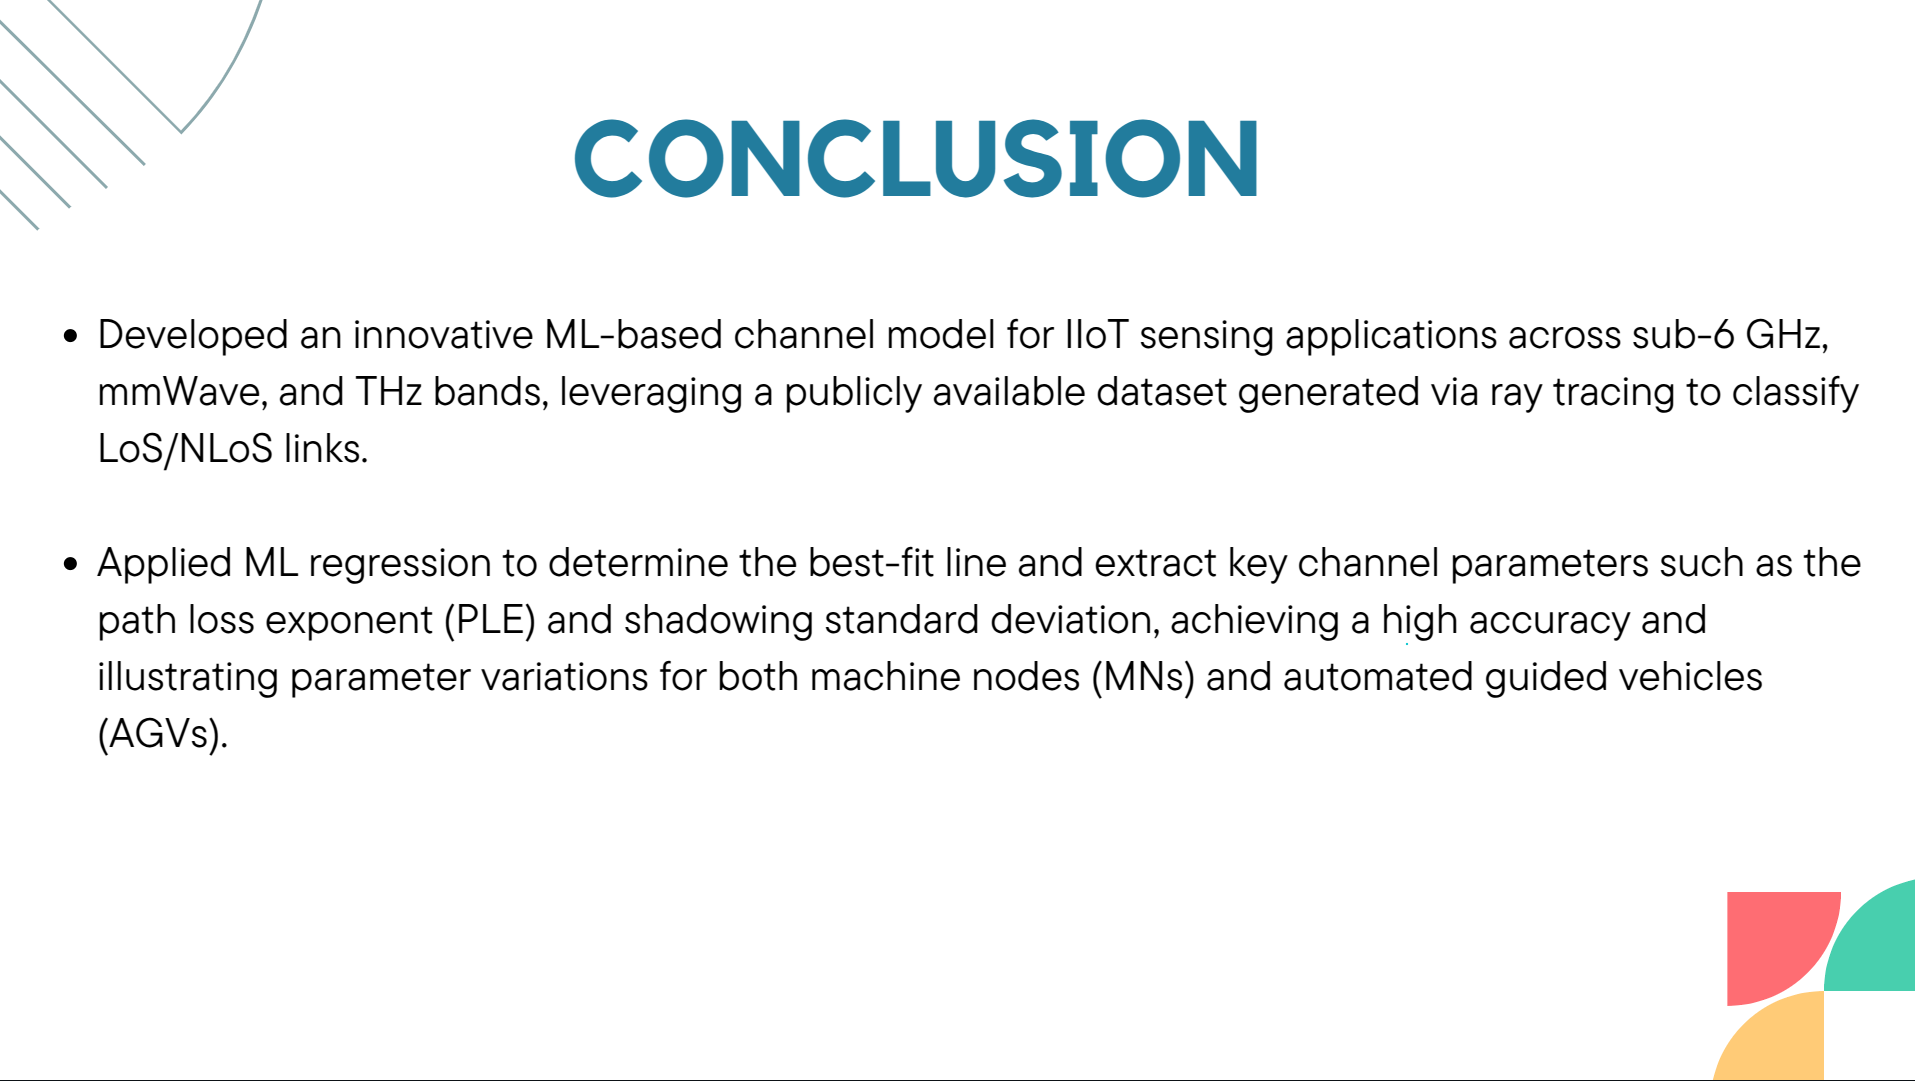 CONCLUSION
• Developed an innovative ML-based channel model for IIoT sensing applications across sub-6 GHz,
mmWave, and THz bands, leveraging a publicly available dataset generated via ray tracing to classify
LoS/NLoS links.
• Applied ML regression to determine the best-fit line and extract key channel parameters such as the
path loss exponent (PLE) and shadowing standard deviation, achieving a high accuracy and
illustrating parameter variations for both machine nodes (MNs) and automated guided vehicles
(AGVs).